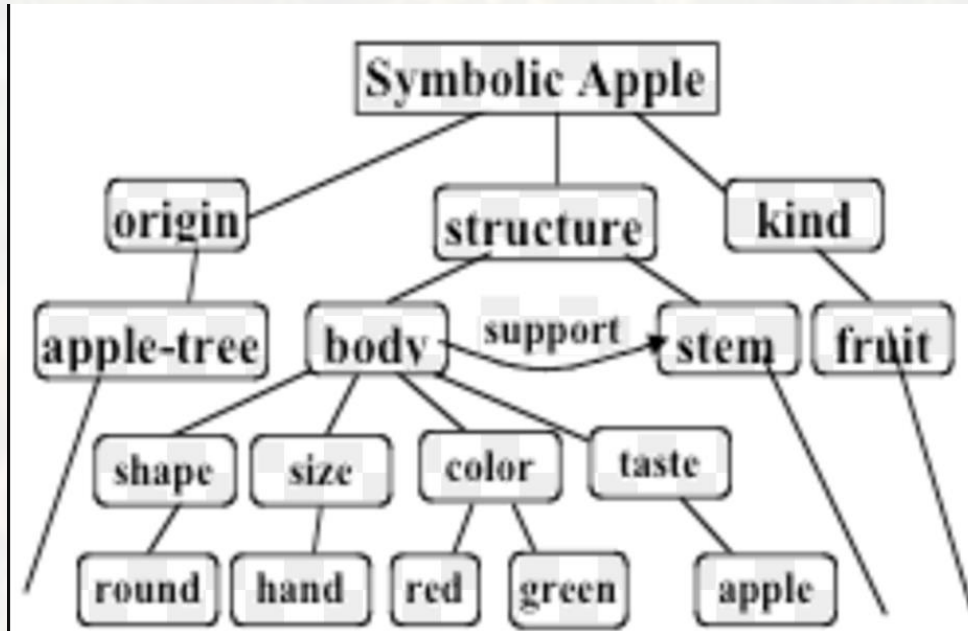 Symbolic Apple
origin
structure
kind
apple-tree
body
support
stem
fruit
shape
size
color
taste
round
hand
red
green
apple